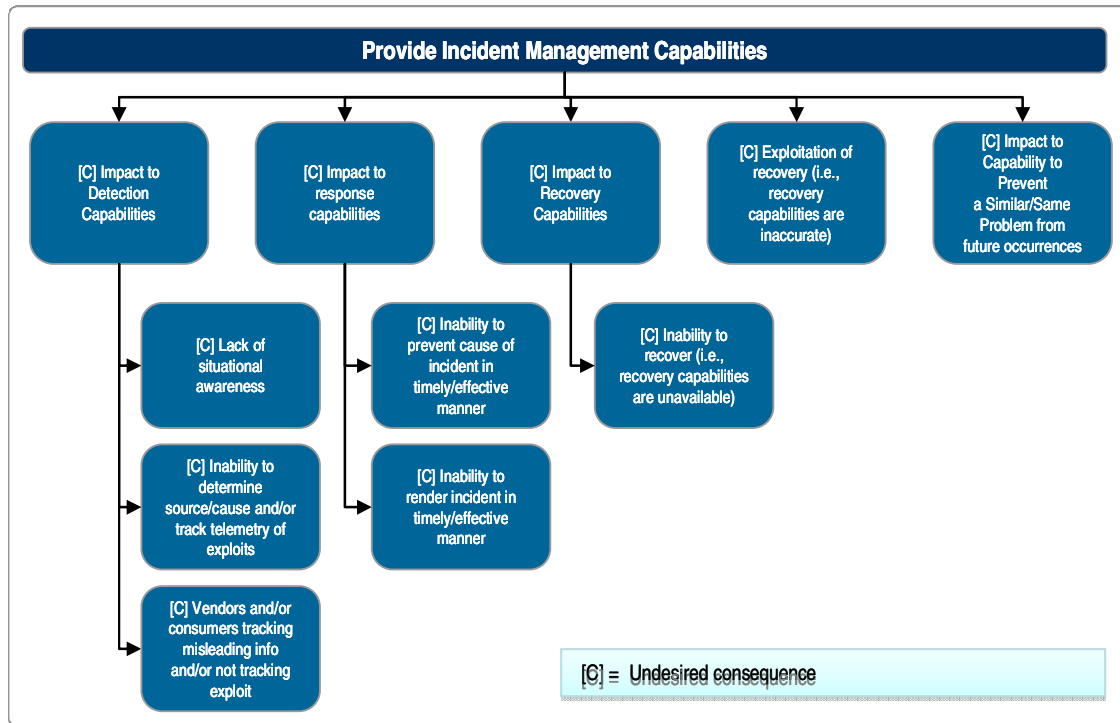 Provide Incident Management Capabilities
[C] Impact to
Detection
Capabilities
[C] Impact to
response
capabilities
[C] Impact to
Recovery
Capabilities
[C] Exploitation of
recovery (i.e.,
recovery
capabilities are
inaccurate)
[C] Impact to
Capability to
Prevent
a Similar/Same
Problem from
future occurrences
[C] Lack of
situational
awareness
[C] Inability to
prevent cause of
incident in
timely/effective
manner
[C] Inability to
recover (i.e.,
recovery capabilities
are unavailable)
[C] Inability to
determine
source/cause and/or
track telemetry of
exploits
[C] Inability to
render incident in
timely/effective
manner
[C] Vendors and/or
consumers tracking
misleading info
and/or not tracking
exploit
[C] = Undesired consequence